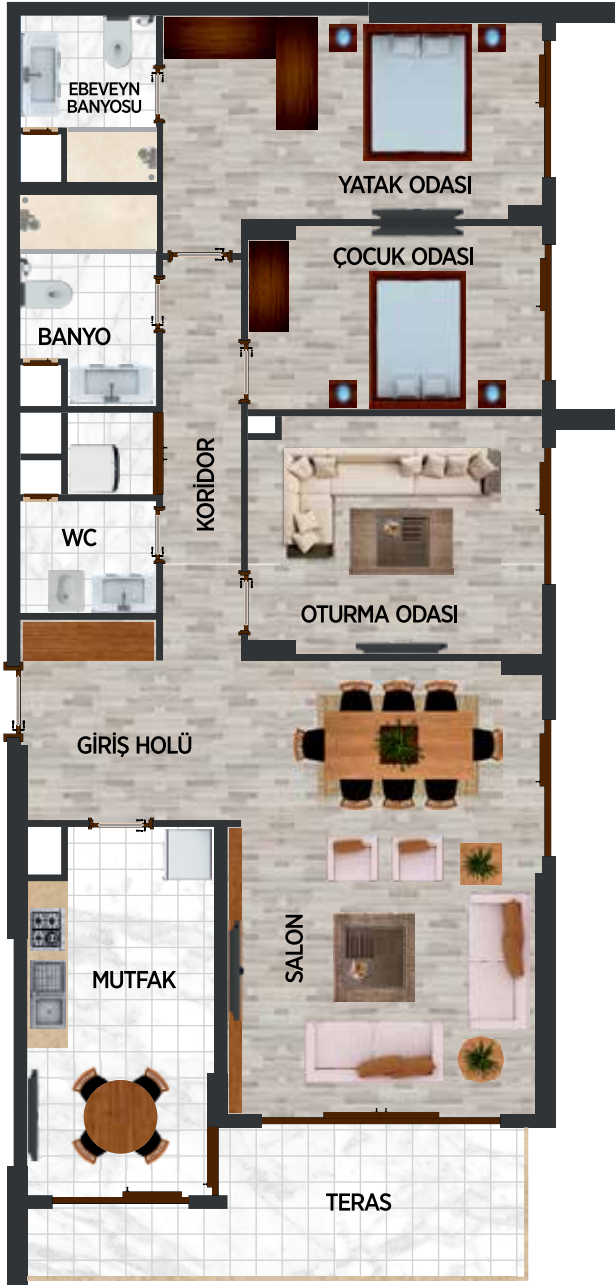 EBEVEYN
BANYOSU
YATAK ODASI
ÇOCUK ODASI
BANYO
KORİDOR
WC
OTURMA ODASI
GİRİŞ HOLÜ
SALON
MUTFAK
TERAS